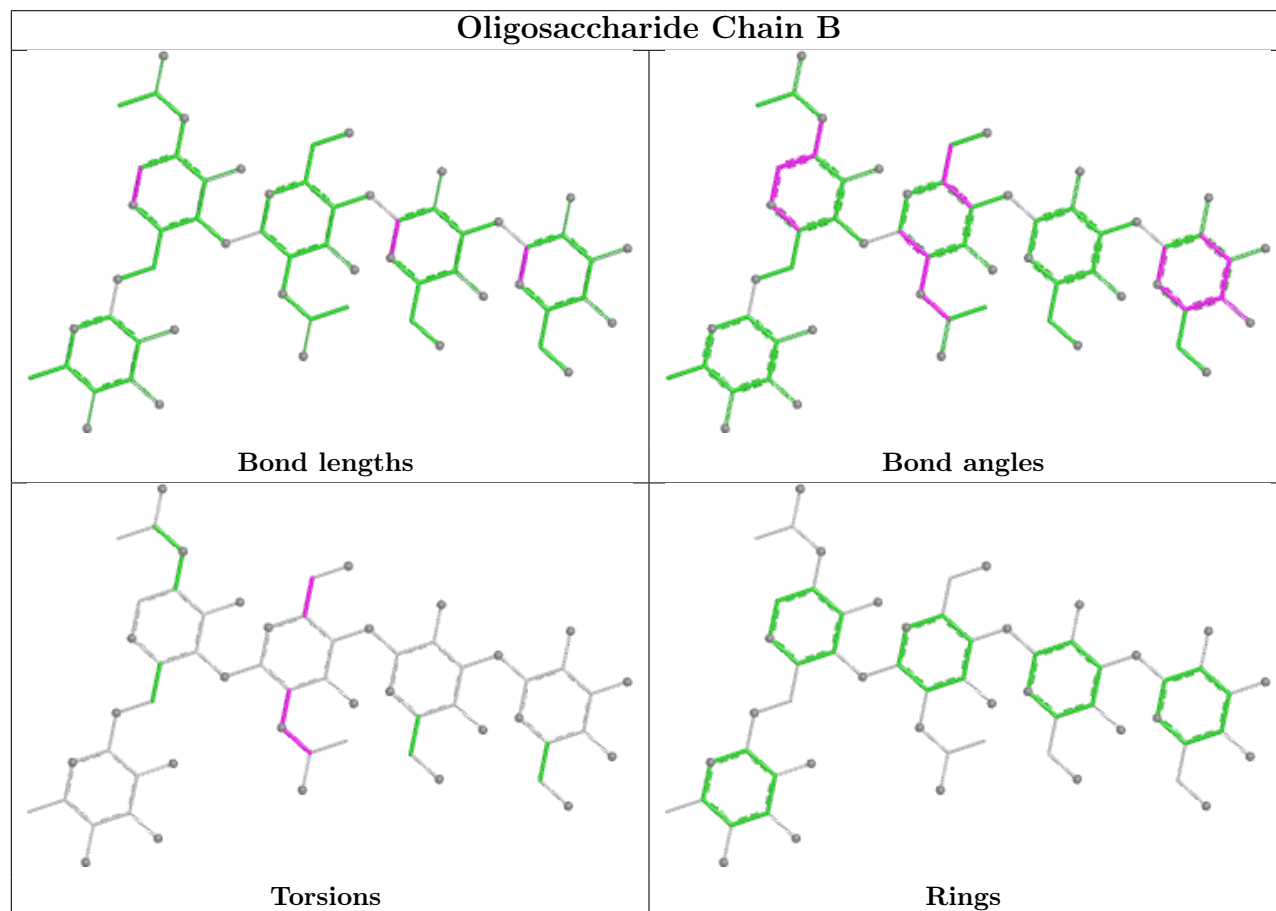 Oligosaccharide Chain B
Bond lengths
Bond angles
Torsions
Rings